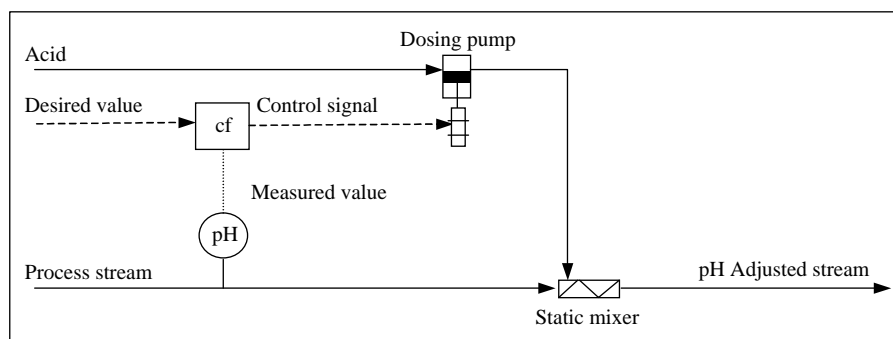 Dosing pump
Acid
Desired value
Control signal
cf
Measured value
pH
Process stream
pH Adjusted stream
Static mixer